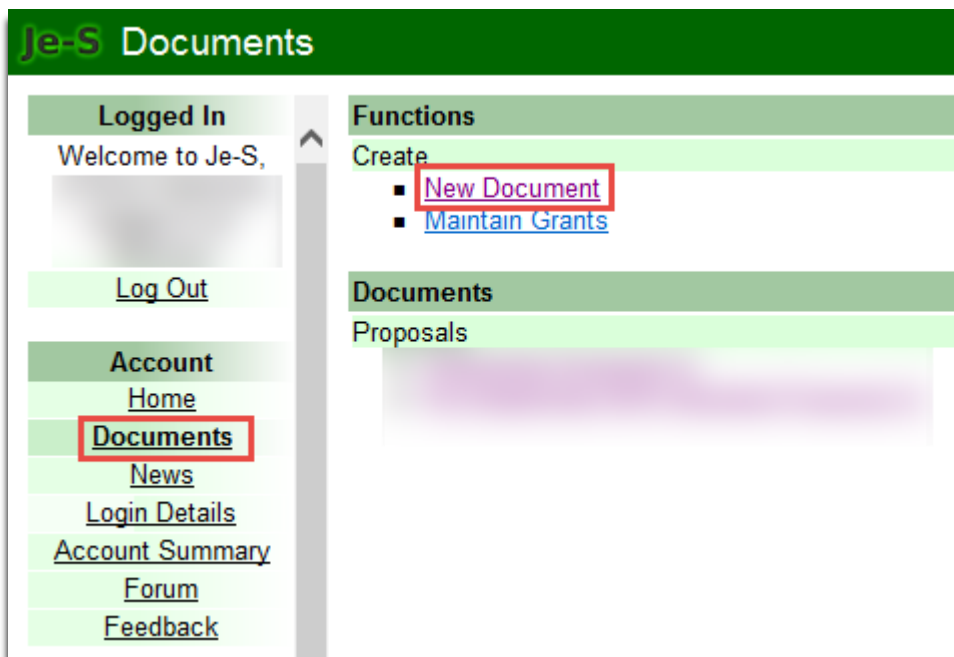 Je-S Documents
Logged In
Welcome to Je-S,
Log Out
Account
Home
Documents
News
Login Details
Account Summary
Forum
Feedback
Functions
Create
New Document
Maintain Grants
Documents
Proposals